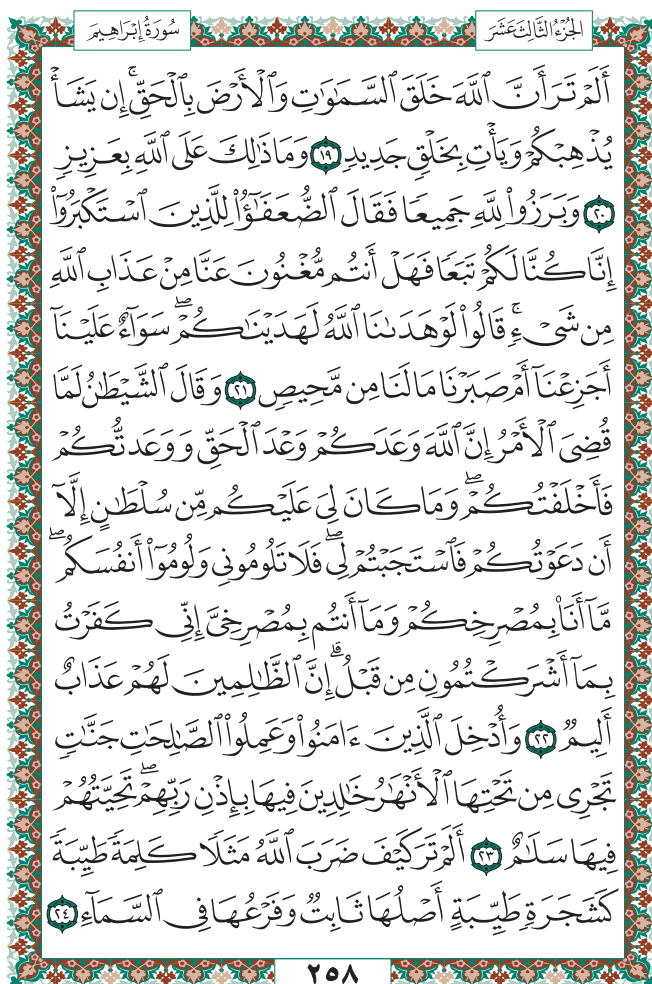 سُورَةُ إِبْرَاهِيمَ
الجُزْءُ الثَّالِثَ عَشَرَ
أَلَمْ تَرَ أَنَّ ٱللَّهَ خَلَقَ ٱلسَّمَٰوَٰتِ وَٱلْأَرْضَ بِٱلْحَقِّۚ إِن يَشَأْ
يُذْهِبْكُمْ وَيَأْتِ بِخَلْقٍ جَدِيدٍ ١٩ وَمَا ذَٰلِكَ عَلَى ٱللَّهِ بِعَزِيزٍ
٢٠ وَبَرَزُوا۟ لِلَّهِ جَمِيعًا فَقَالَ ٱلضُّعَفَٰٓؤُا۟ لِلَّذِينَ ٱسْتَكْبَرُوٓا۟
إِنَّا كُنَّا لَكُمْ تَبَعًا فَهَلْ أَنتُم مُّغْنُونَ عَنَّا مِنْ عَذَابِ ٱللَّهِ
مِن شَىْءٍۚ قَالُوا۟ لَوْ هَدَىٰنَا ٱللَّهُ لَهَدَيْنَٰكُمْۖ سَوَآءٌ عَلَيْنَآ
أَجَزِعْنَآ أَمْ صَبَرْنَا مَا لَنَا مِن مَّحِيصٍ ٢١ وَقَالَ ٱلشَّيْطَٰنُ لَمَّا
قُضِىَ ٱلْأَمْرُ إِنَّ ٱللَّهَ وَعَدَكُمْ وَعْدَ ٱلْحَقِّ وَوَعَدتُّكُمْ
فَأَخْلَفْتُكُمْۖ وَمَا كَانَ لِىَ عَلَيْكُم مِّن سُلْطَٰنٍ إِلَّآ
أَن دَعَوْتُكُمْ فَٱسْتَجَبْتُمْ لِىۖ فَلَا تَلُومُونِى وَلُومُوٓا۟ أَنفُسَكُمۖ
مَّآ أَنَا۠ بِمُصْرِخِكُمْ وَمَآ أَنتُم بِمُصْرِخِىَّ إِنِّى كَفَرْتُ
بِمَآ أَشْرَكْتُمُونِ مِن قَبْلُۗ إِنَّ ٱلظَّٰلِمِينَ لَهُمْ عَذَابٌ
أَلِيمٌ ٢٢ وَأُدْخِلَ ٱلَّذِينَ ءَامَنُوا۟ وَعَمِلُوا۟ ٱلصَّٰلِحَٰتِ جَنَّٰتٍ
تَجْرِى مِن تَحْتِهَا ٱلْأَنْهَٰرُ خَٰلِدِينَ فِيهَا بِإِذْنِ رَبِّهِمْۖ تَحِيَّتُهُمْ
فِيهَا سَلَٰمٌ ٢٣ أَلَمْ تَرَ كَيْفَ ضَرَبَ ٱللَّهُ مَثَلًا كَلِمَةً طَيِّبَةً
كَشَجَرَةٍ طَيِّبَةٍ أَصْلُهَا ثَابِتٌ وَفَرْعُهَا فِى ٱلسَّمَآءِ ٢٤
٢٥٨